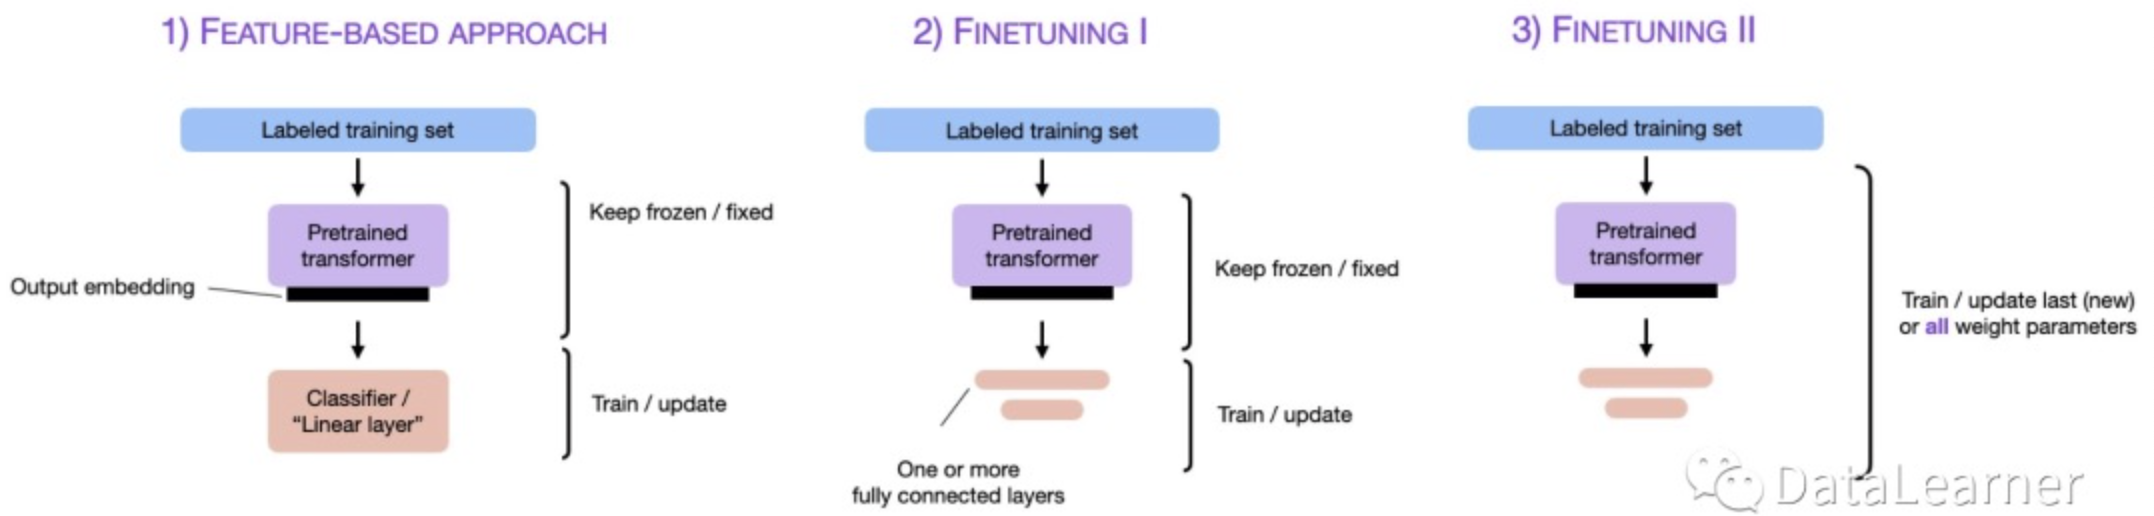 1) FEATURE-BASED APPROACH
Labeled training set
Pretrained
transformer
Keep frozen / fixed
Output embedding
Classifier /
“Linear layer”
Train / update
2) FINETUNING I
Labeled training set
Pretrained
transformer
Keep frozen / fixed
Train / update
One or more
fully connected layers
3) FINETUNING II
Labeled training set
Pretrained
transformer
Train / update last (new)
or all weight parameters
DataLearner